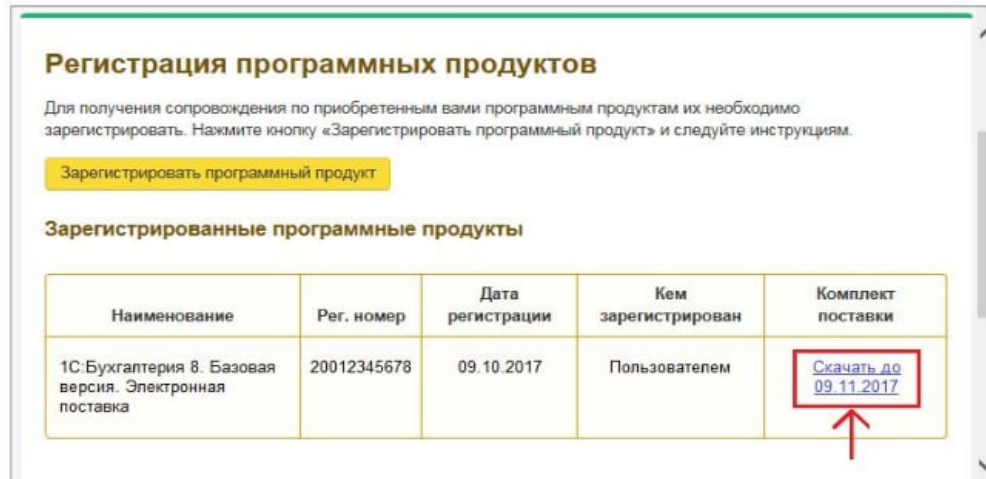 Регистрация программных продуктов
Для получения сопровождения по приобретенным вами программным продуктам их необходимо
зарегистрировать. Нажмите кнопку «Зарегистрировать программный продукт» и следуйте инструкциям.
Зарегистрировать программный продукт
Зарегистрированные программные продукты
Наименование
Рег. номер
Дата
регистрации
Кем
зарегистрирован
Комплект
поставки
1С:Бухгалтерия 8. Базовая
версия. Электронная
поставка
20012345678
09.10.2017
Пользователем
Скачать до
09.11.2017